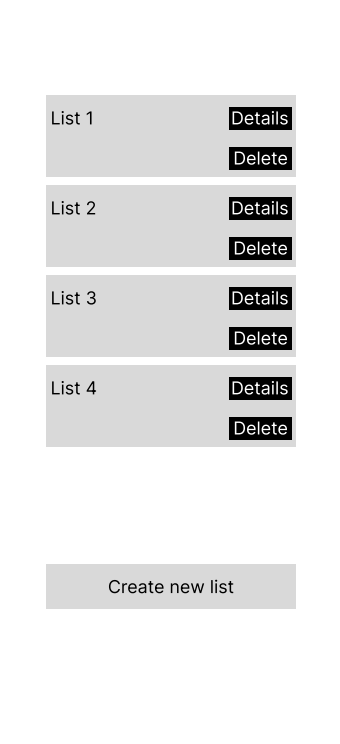 List 1
Details
Delete
List 2
Details
Delete
List 3
Details
Delete
List 4
Details
Delete
Create new list